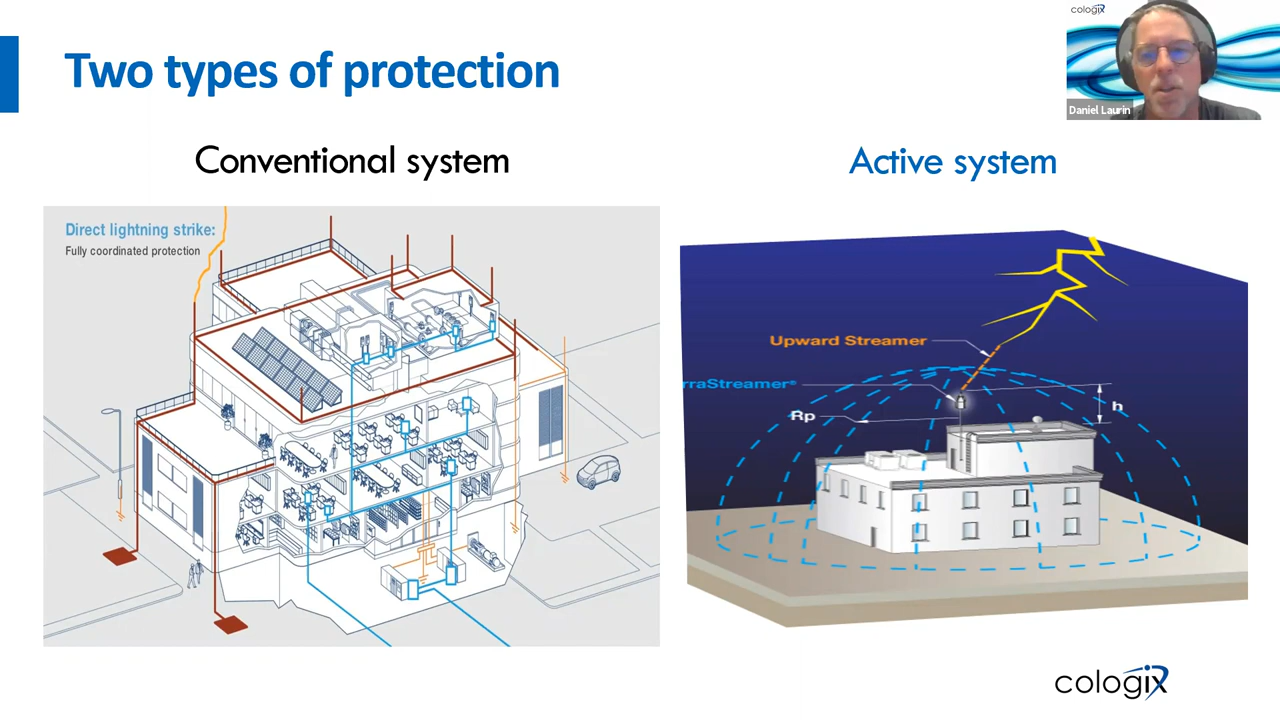 cologix
Daniel Laurin
Two types of protection
Conventional system
Active system
Direct lightning strike:
Fully coordinated protection
Upward Streamer
rraStreamer®
h
Rp
cologix